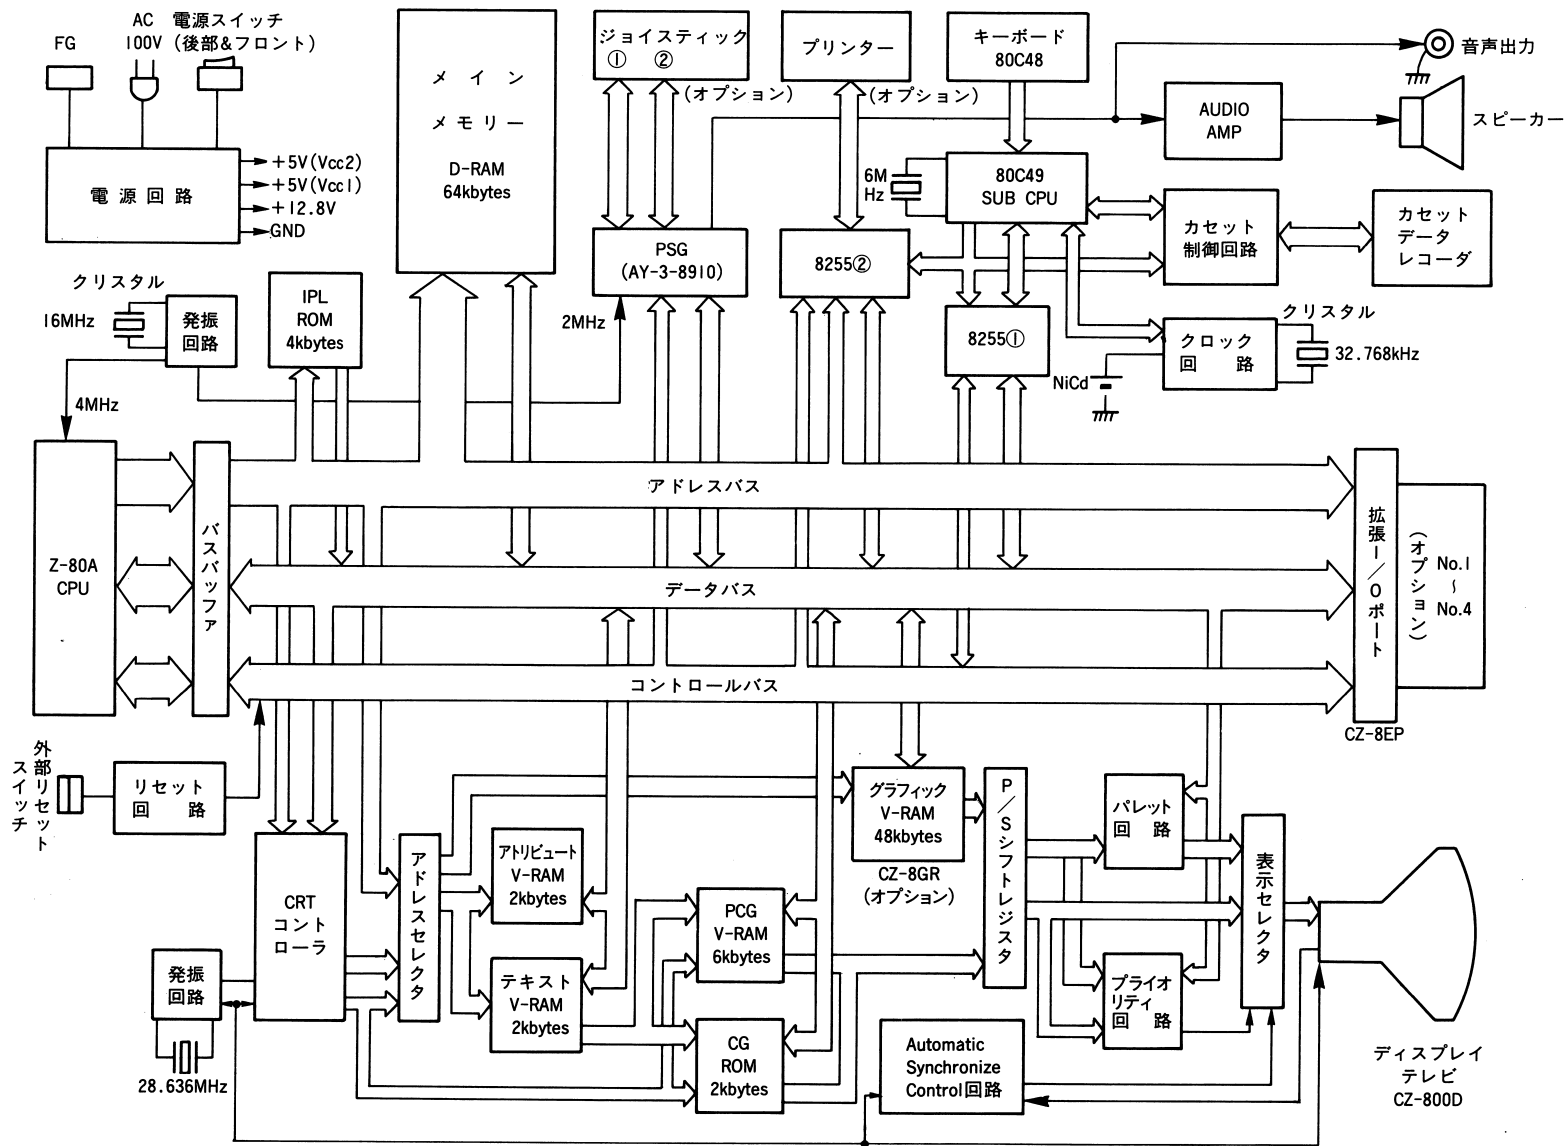 FG
AC
100V
電源スイッチ
(後部&フロント)
電源回路
+5V(Vcc2)
+5V(Vcc1)
+12.8V
GND
メイン
メモリー
D-RAM
64kbytes
ジョイスティック
① ②
(オプション)
プリンター
(オプション)
キーボード
80C48
音声出力
AUDIO
AMP
スピーカー
6M
Hz
80C49
SUB CPU
PSG
(AY-3-8910)
8255②
カセット
制御回路
カセット
データ
レコーダ
クリスタル
16MHz
発振
回路
IPL
ROM
4kbytes
2MHz
8255①
クロック
回路
クリスタル
32.768kHz
NiCd
4MHz
Z-80A
CPU
バスバッファ
アドレスバス
データバス
コントロールバス
拡張I/Oポート
(オプション)
No.1
~
No.4
CZ-8EP
外部リセット
スイッチ
リセット
回路
CRT
コント
ローラ
発振
回路
28.636MHz
アドレスセレクタ
アトリビュート
V-RAM
2kbytes
テキスト
V-RAM
2kbytes
PCG
V-RAM
6kbytes
CG
ROM
2kbytes
グラフィック
V-RAM
48kbytes
CZ-8GR
(オプション)
P/Sシフトレジスタ
パレット
回路
プライオ
リティ
回路
表示セレクタ
Automatic
Synchronize
Control回路
ディスプレイ
テレビ
CZ-800D